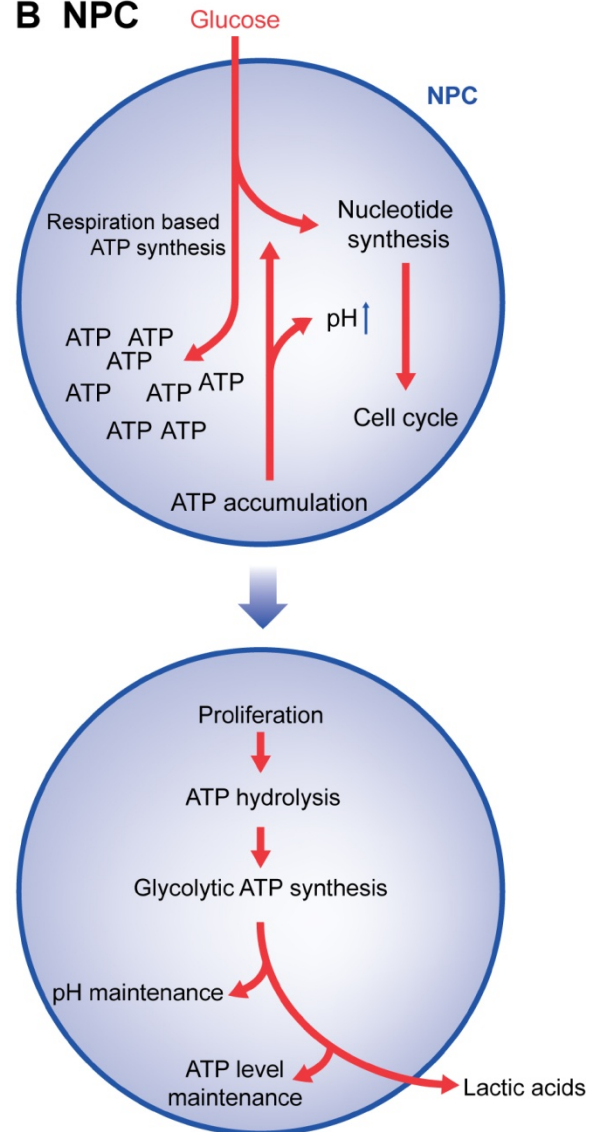 B NPC
Glucose
NPC
Respiration based
ATP synthesis
Nucleotide
synthesis
pH
ATP ATP
ATP
ATP ATP ATP
ATP ATP
Cell cycle
ATP accumulation
Proliferation
ATP hydrolysis
Glycolytic ATP synthesis
pH maintenance
ATP level
maintenance
Lactic acids